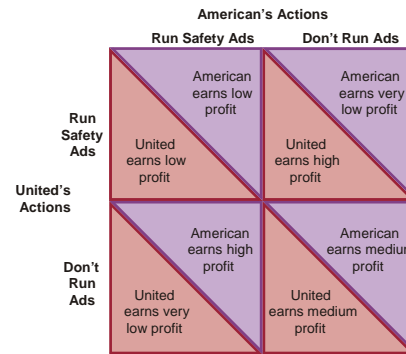 American's Actions
Run Safety Ads
Don't Run Ads
American
earns low
profit
American
earns very
low profit
Run
Safety
Ads
United
earns low
profit
United
earns high
profit
United's
Actions
American
earns high
profit
American
earns medium
profit
Don't
Run
Ads
United
earns very
low profit
United
earns medium
profit